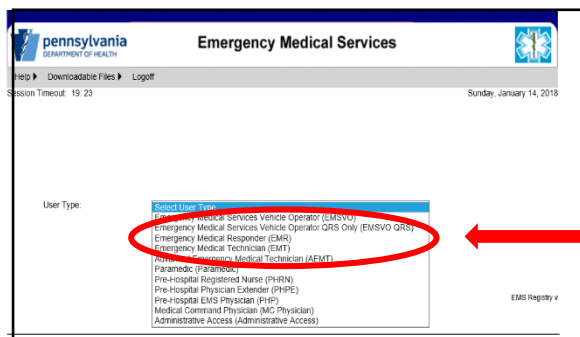 pennsylvania
DEPARTMENT OF HEALTH
Emergency Medical Services
Help Downloadable Files Logoff
Session Timeout: 19: 23
Sunday, January 14, 2018
User Type:
Select User Type
Emergency Medical Services Vehicle Operator (EMSVO)
Emergency Medical Services Vehicle Operator QRS Only (EMSVO QRS)
Emergency Medical Responder (EMR)
Emergency Medical Technician (EMT)
Advanced Emergency Medical Technician (AEMT)
Paramedic (Paramedic)
Pre-Hospital Registered Nurse (PHRN)
Pre-Hospital Physician Extender (PHPE)
Pre-Hospital EMS Physician (PHP)
Medical Command Physician (MC Physician)
Administrative Access (Administrative Access)
EMS Registry v